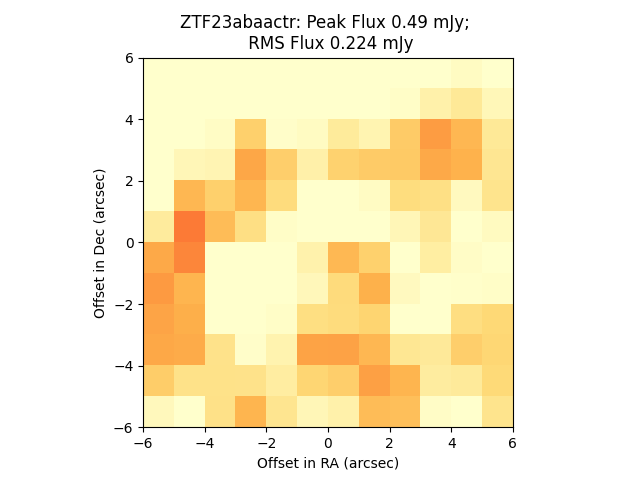 ZTF23abaactr: Peak Flux 0.49 mJy;
RMS Flux 0.224 mJy
6
4
2
0
−2
−4
−6
Offset in Dec (arcsec)
−6 −4 −2 0 2 4 6
Offset in RA (arcsec)